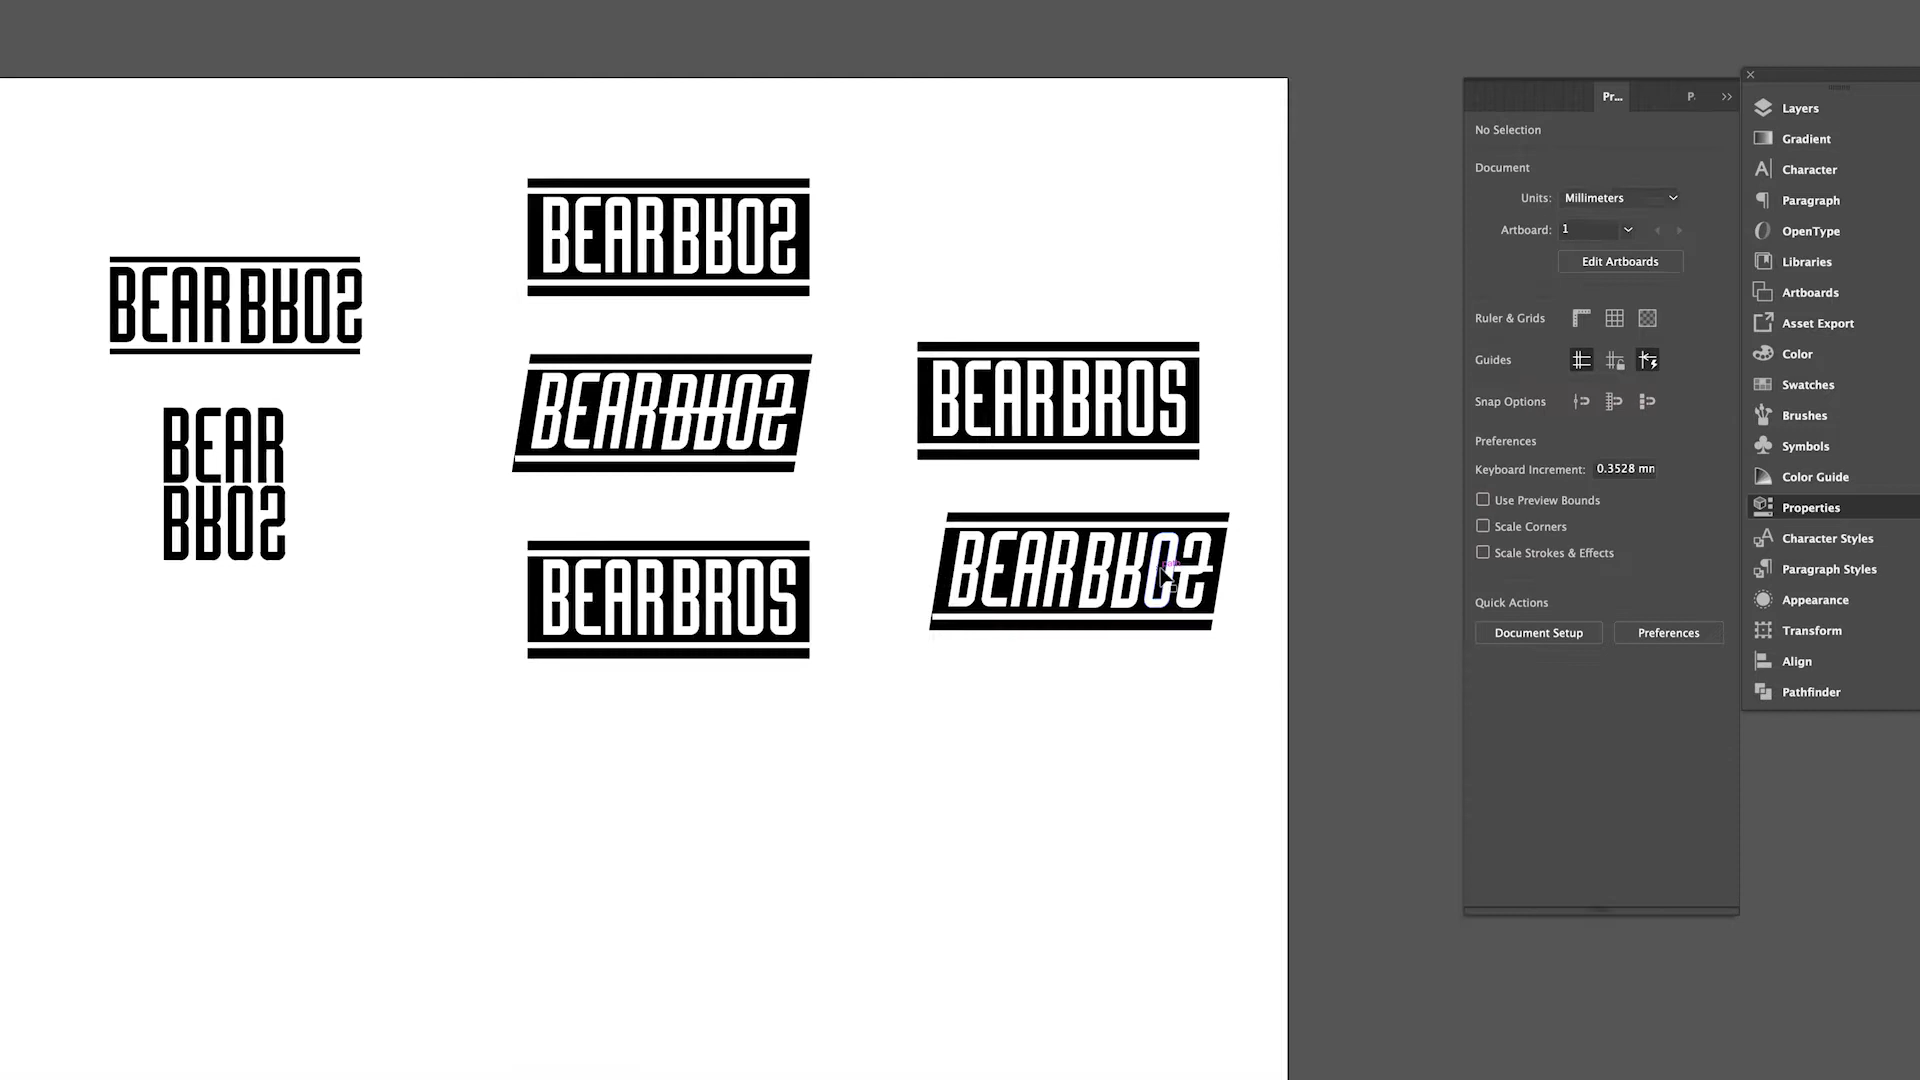 BEARBROS
BEAR
BROS
BEARBROS
BEARBROS
BEARBROS
BEARBROS
BEARBROS
Pr...
P.
No Selection
Document
Units: Millimeters
Artboard: 1
Edit Artboards
Ruler & Grids
Guides
Snap Options
Preferences
Keyboard Increment: 0.3528 mm
Use Preview Bounds
Scale Corners
Scale Strokes & Effects
Quick Actions
Document Setup
Preferences
Layers
Gradient
Character
Paragraph
OpenType
Libraries
Artboards
Asset Export
Color
Swatches
Brushes
Symbols
Color Guide
Properties
Character Styles
Paragraph Styles
Appearance
Transform
Align
Pathfinder